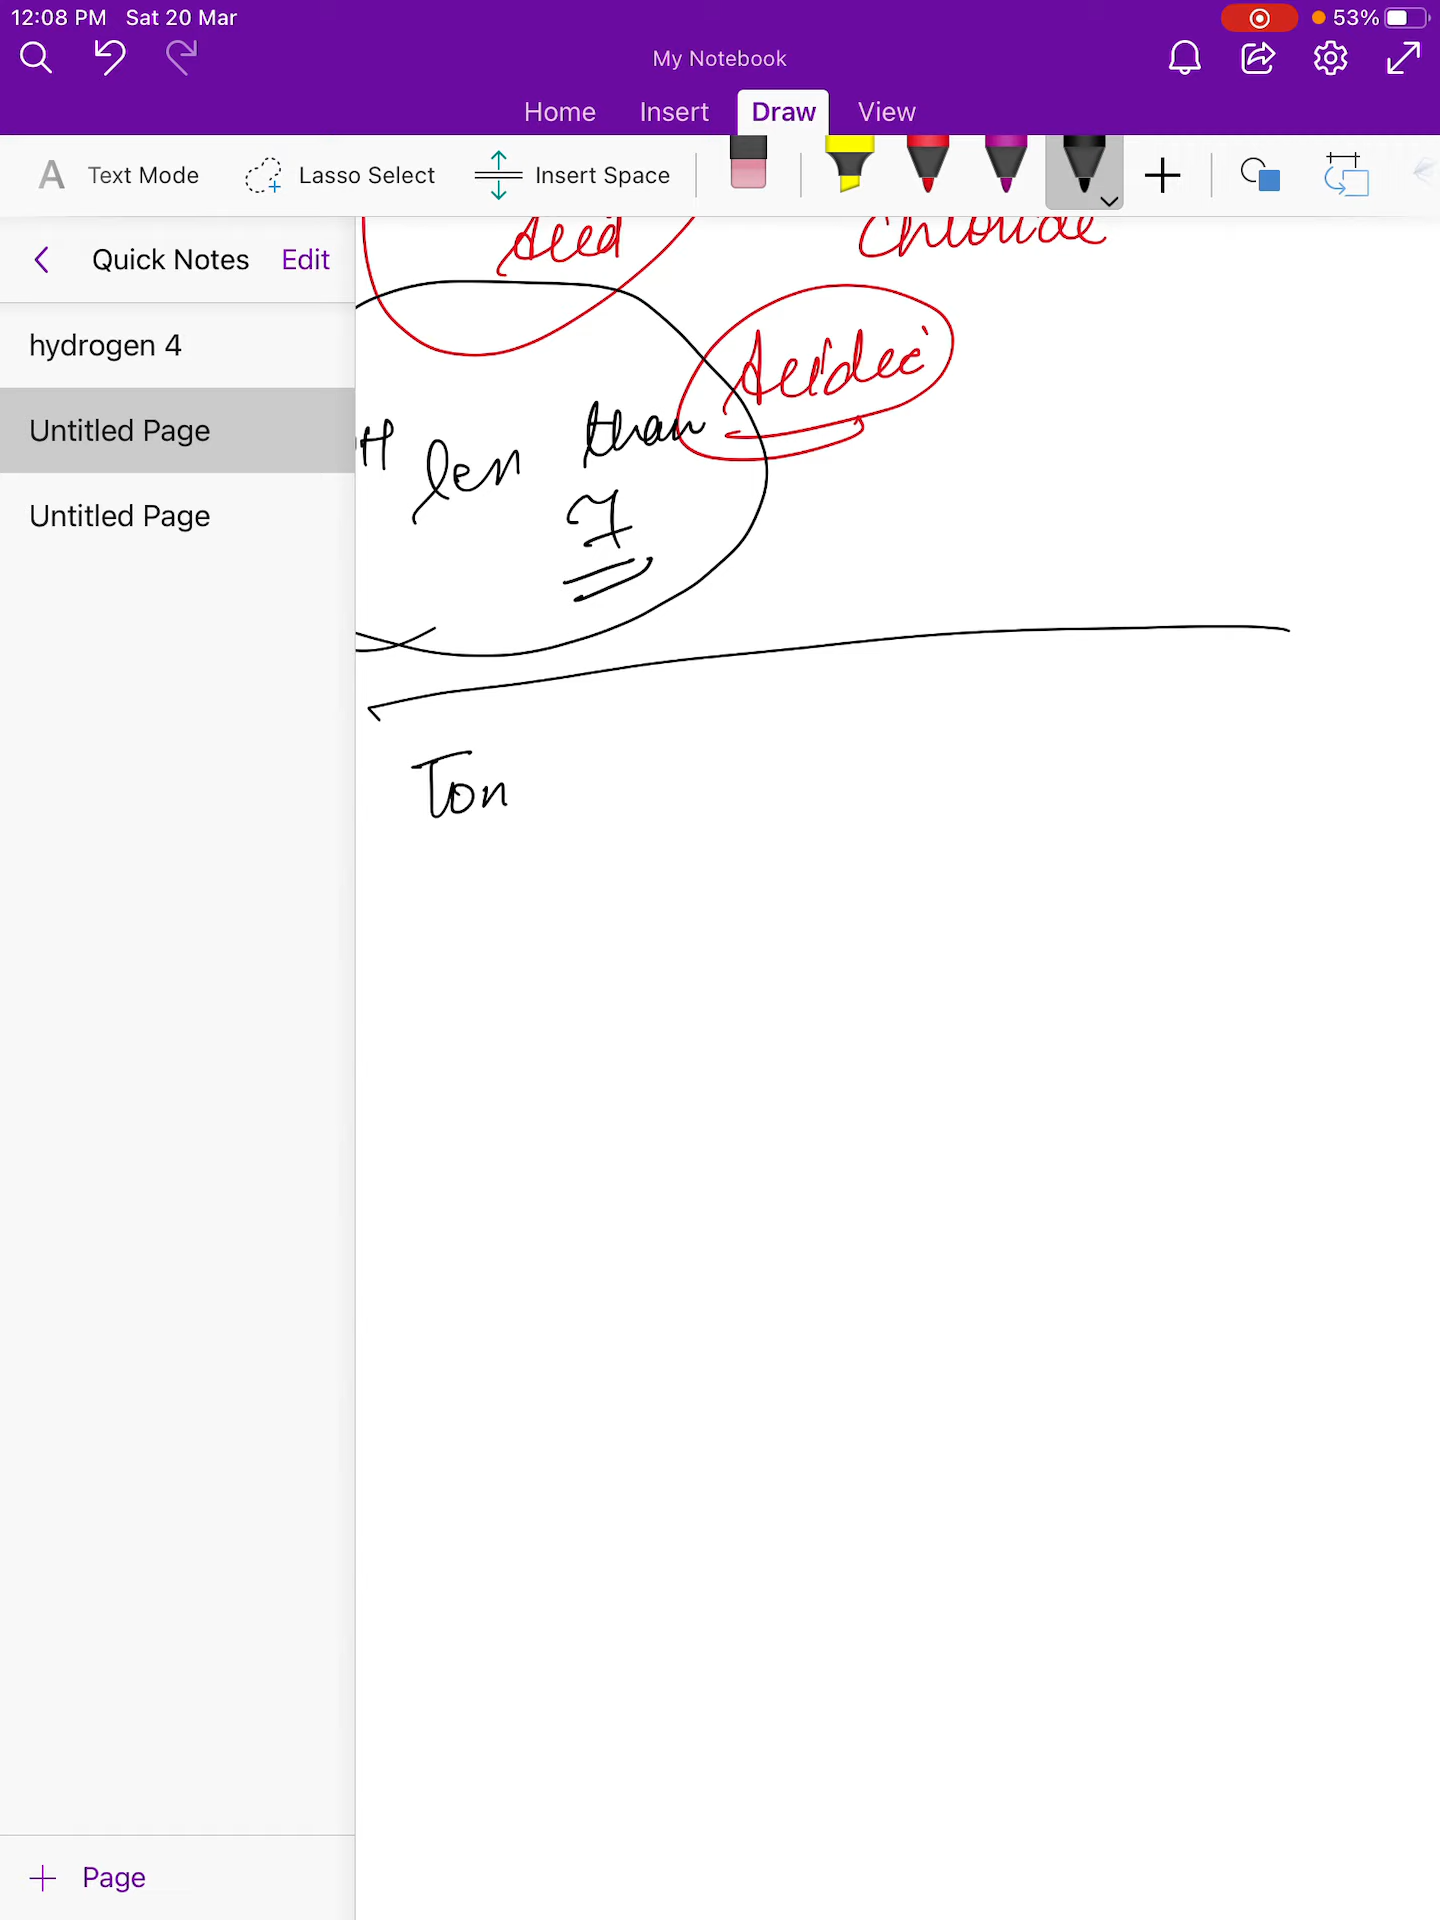 12:08 PM Sat 20 Mar
53%
My Notebook
Home Insert Draw View
A Text Mode Lasso Select Insert Space
Quick Notes Edit
hydrogen 4
Untitled Page
Untitled Page
Acid Chloride
Acidic
H less than
7
Ion
Page